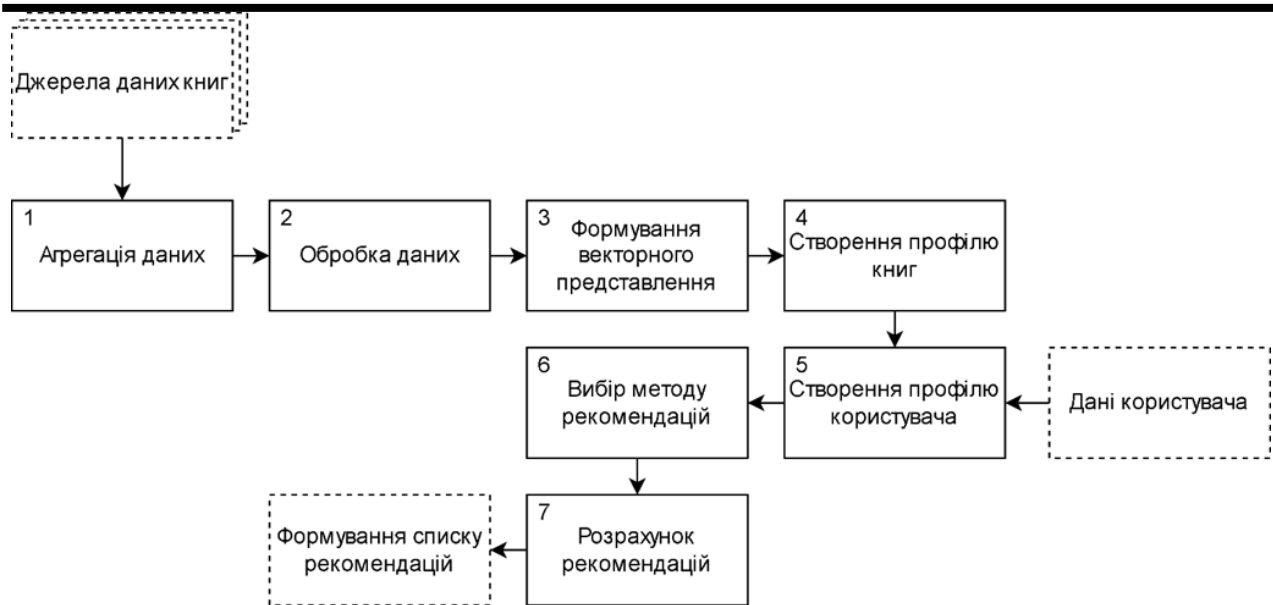 Джерела даних книг
1
Агрегація даних
2
Обробка даних
3
Формування
векторного
представлення
4
Створення профілю
книг
6
Вибір методу
рекомендацій
5
Створення профілю
користувача
Дані користувача
Формування списку
рекомендацій
7
Розрахунок
рекомендацій